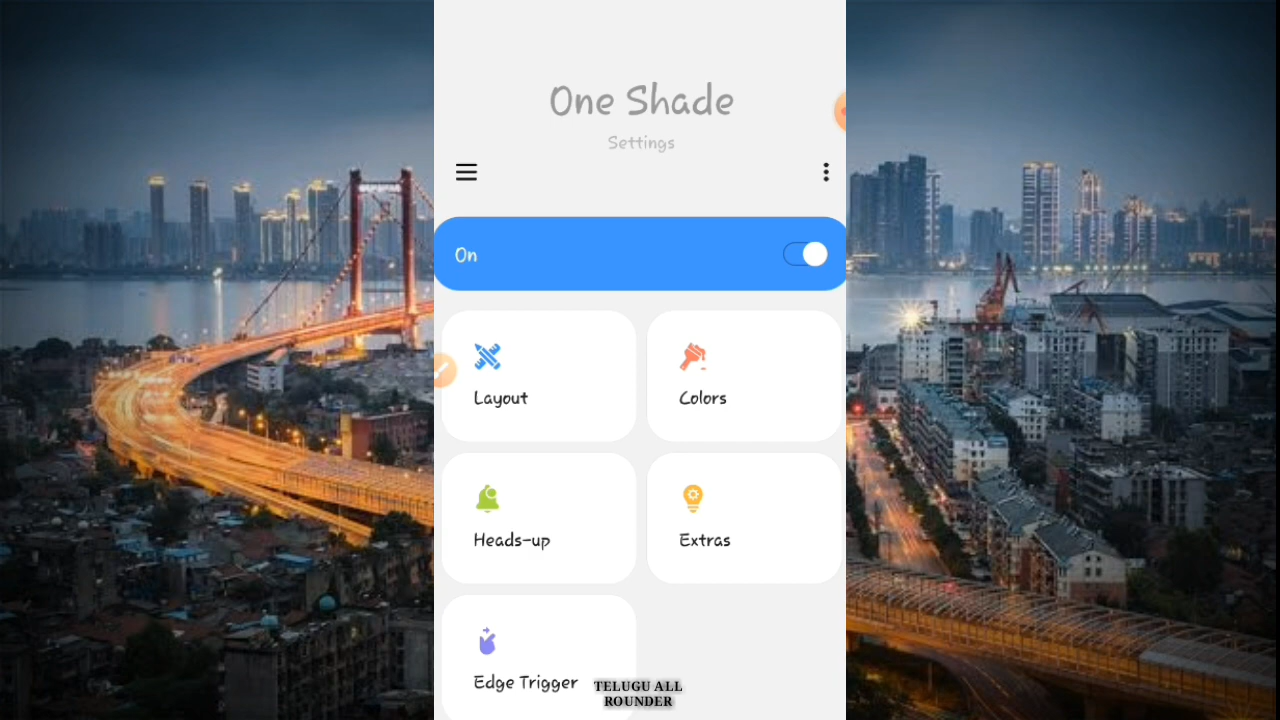 One Shade
Settings
On
Layout
Colors
Heads-up
Extras
Edge Trigger
TELUGU ALL
ROUNDER